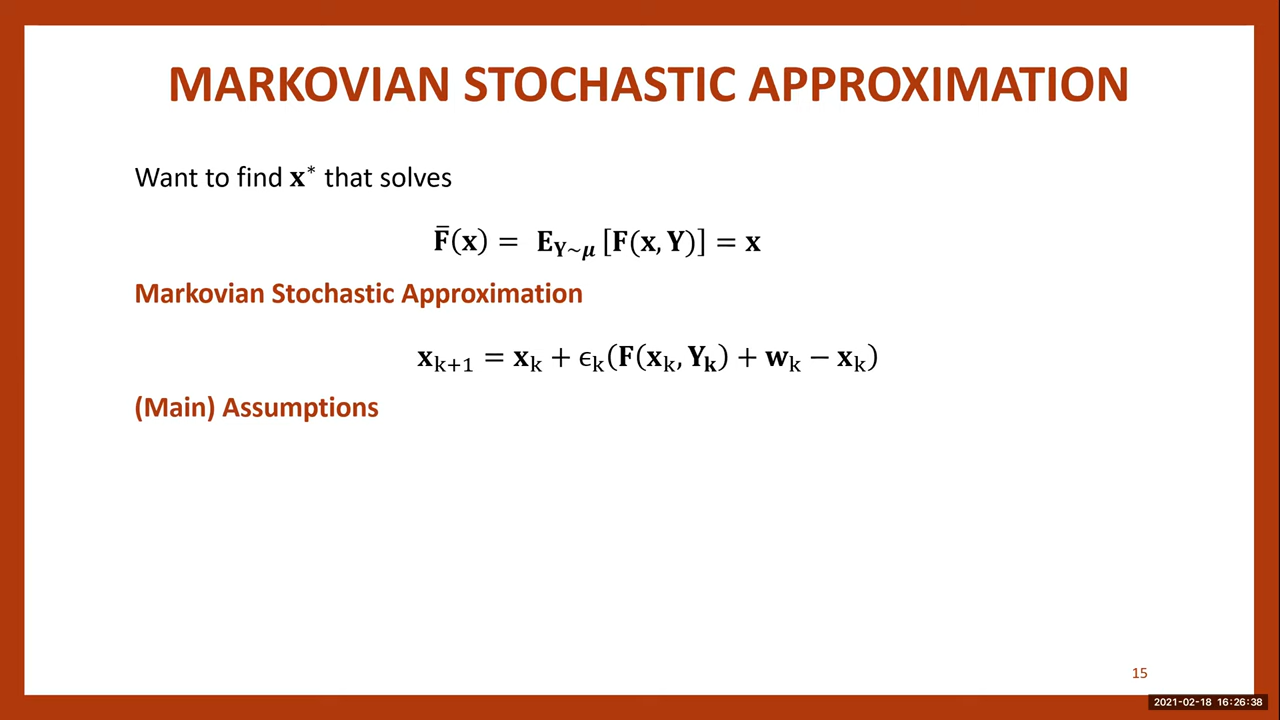 MARKOVIAN STOCHASTIC APPROXIMATION
Want to find 𝐱* that solves
𝐅̄(𝐱) = 𝐄_{𝐘~𝛍} [𝐅(𝐱, 𝐘)] = 𝐱
Markovian Stochastic Approximation
𝐱_{k+1} = 𝐱_k + ϵ_k(𝐅(𝐱_k, 𝐘_𝐤) + 𝐰_k − 𝐱_k)
(Main) Assumptions
15
2021-02-18 16:26:38